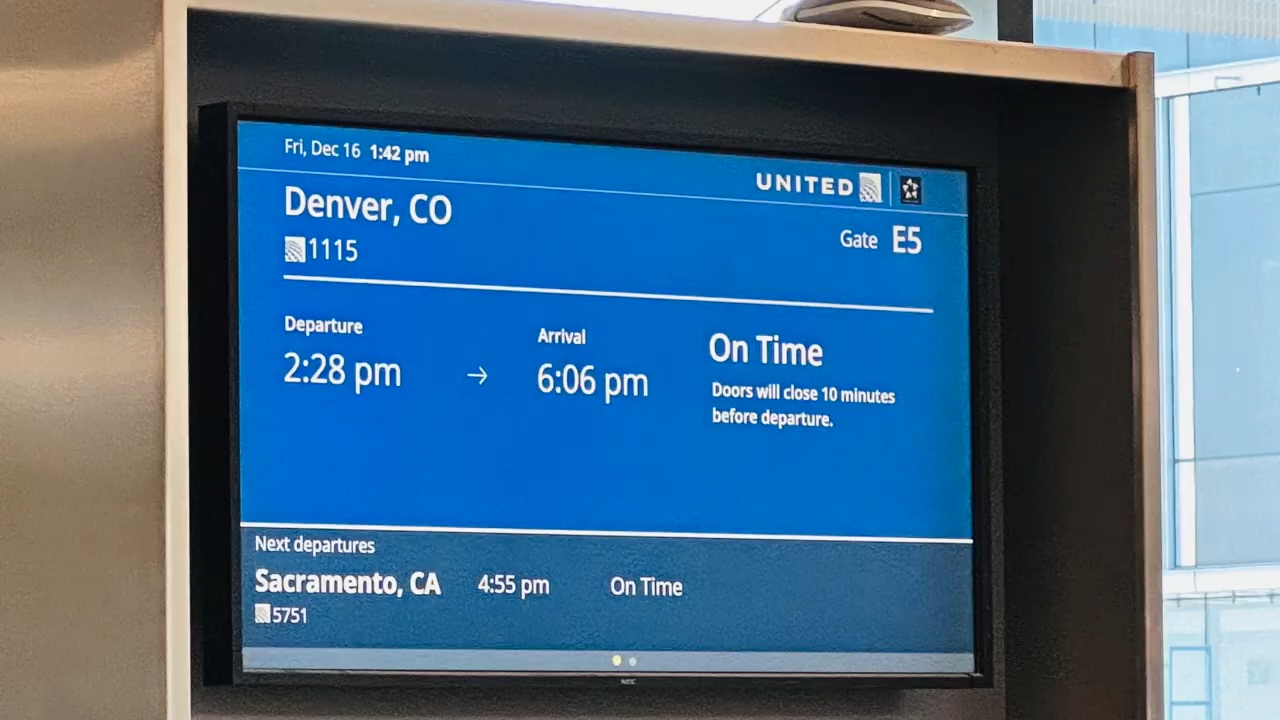 Fri, Dec 16 1:42 pm
UNITED
Denver, CO
1115
Gate E5
Departure
2:28 pm
→
Arrival
6:06 pm
On Time
Doors will close 10 minutes
before departure.
Next departures
Sacramento, CA 4:55 pm On Time
5751
NEC